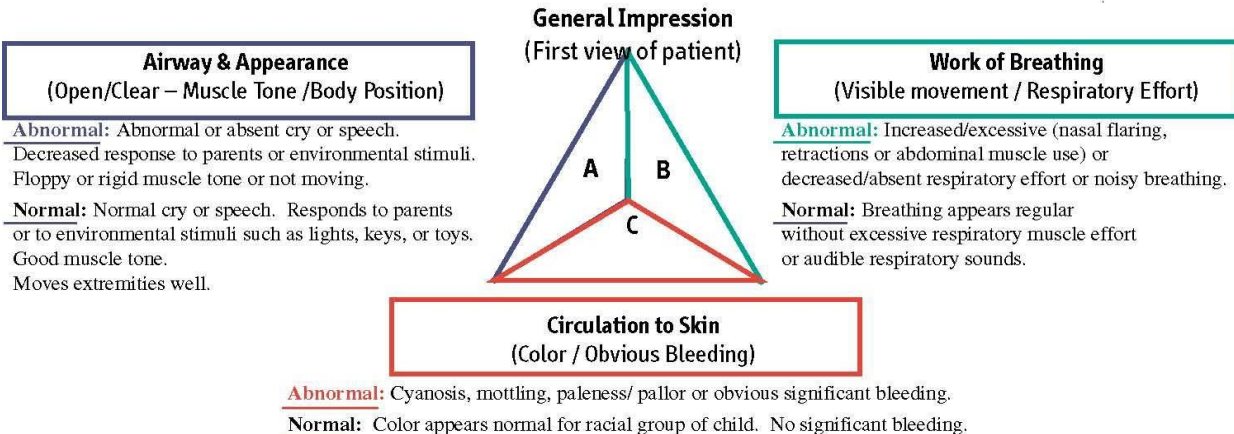 General Impression
(First view of patient)
Airway & Appearance
(Open/Clear – Muscle Tone /Body Position)
Abnormal: Abnormal or absent cry or speech.
Decreased response to parents or environmental stimuli.
Floppy or rigid muscle tone or not moving.
Normal: Normal cry or speech. Responds to parents
or to environmental stimuli such as lights, keys, or toys.
Good muscle tone.
Moves extremities well.
A
B
C
Work of Breathing
(Visible movement / Respiratory Effort)
Abnormal: Increased/excessive (nasal flaring,
retractions or abdominal muscle use) or
decreased/absent respiratory effort or noisy breathing.
Normal: Breathing appears regular
without excessive respiratory muscle effort
or audible respiratory sounds.
Circulation to Skin
(Color / Obvious Bleeding)
Abnormal: Cyanosis, mottling, paleness/ pallor or obvious significant bleeding.
Normal: Color appears normal for racial group of child. No significant bleeding.